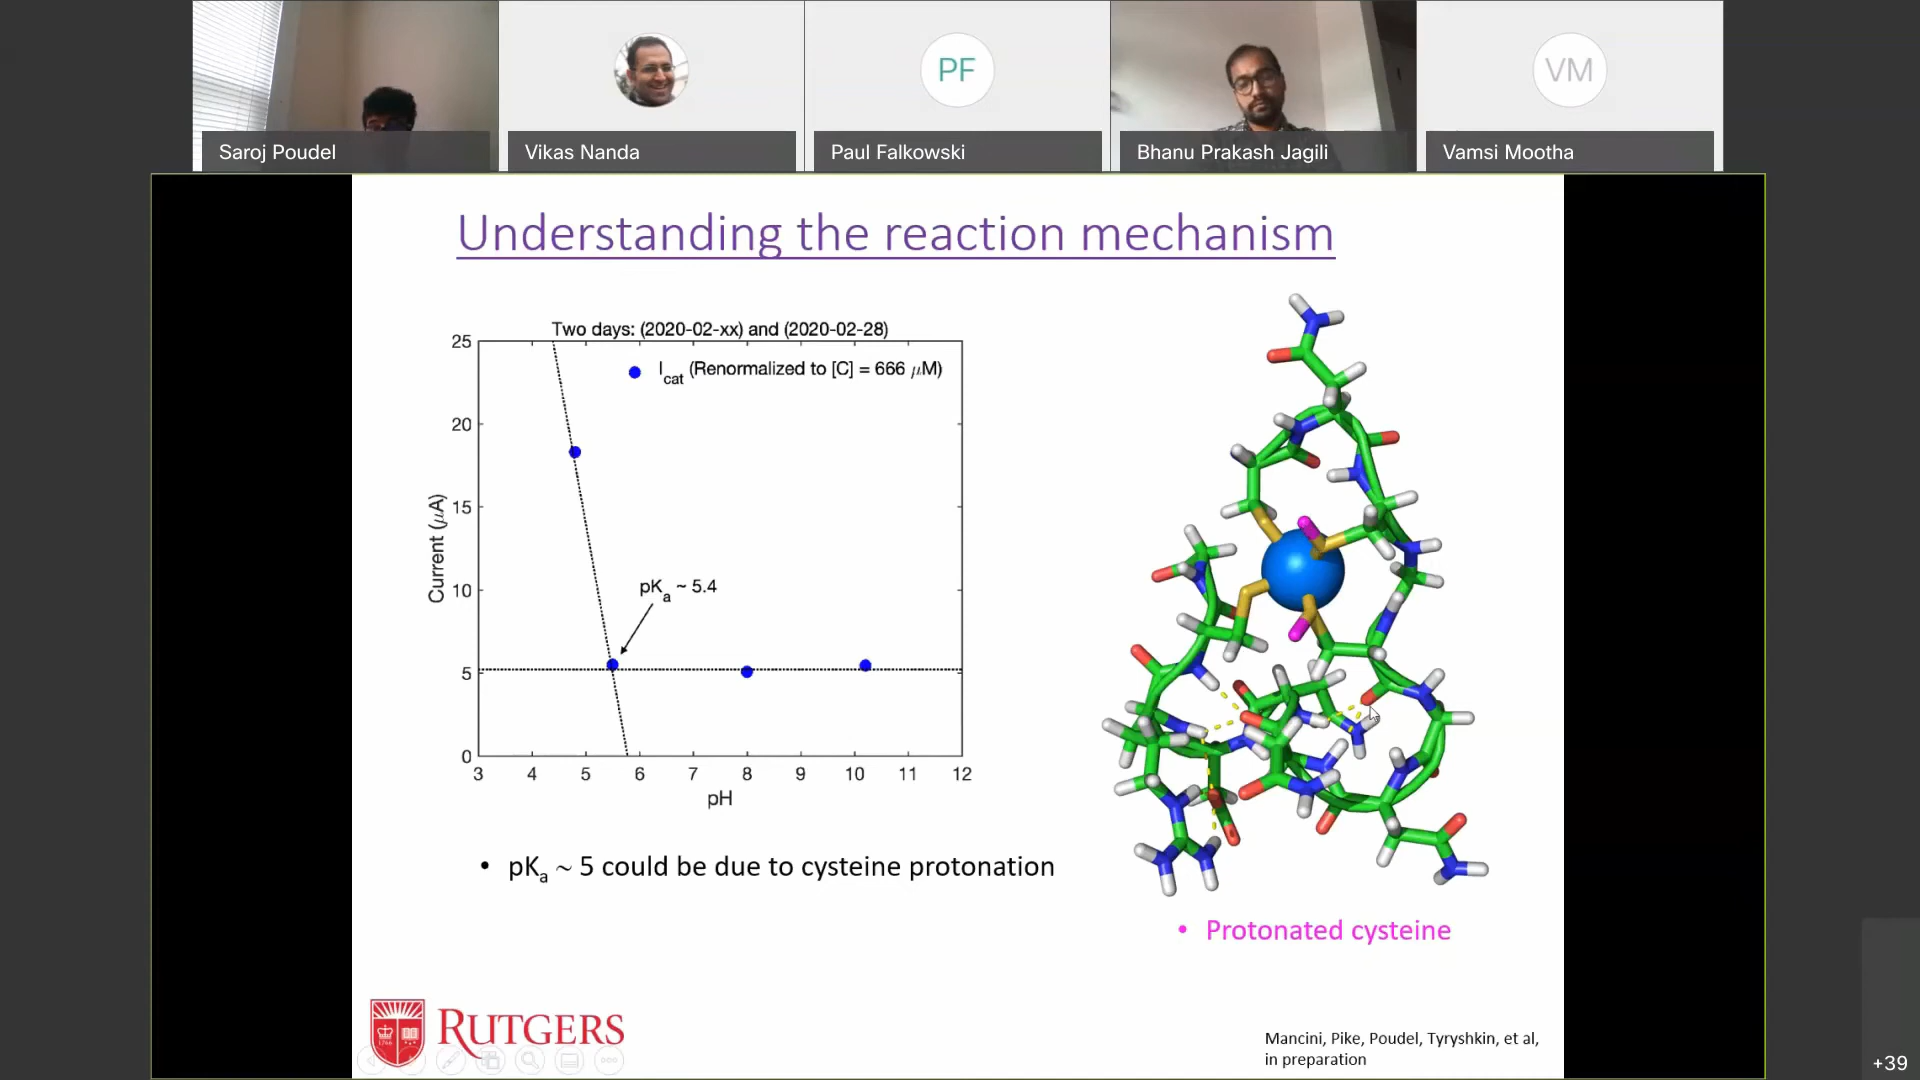 PF
VM
Saroj Poudel
Vikas Nanda
Paul Falkowski
Bhanu Prakash Jagili
Vamsi Mootha
Understanding the reaction mechanism
Two days: (2020-02-xx) and (2020-02-28)
Icat (Renormalized to [C] = 666 μM)
25
20
15
10
5
0
Current (μA)
pKa ~ 5.4
3 4 5 6 7 8 9 10 11 12
pH
• pKa ~ 5 could be due to cysteine protonation
• Protonated cysteine
1766
RUTGERS
Mancini, Pike, Poudel, Tyryshkin, et al,
in preparation
+39